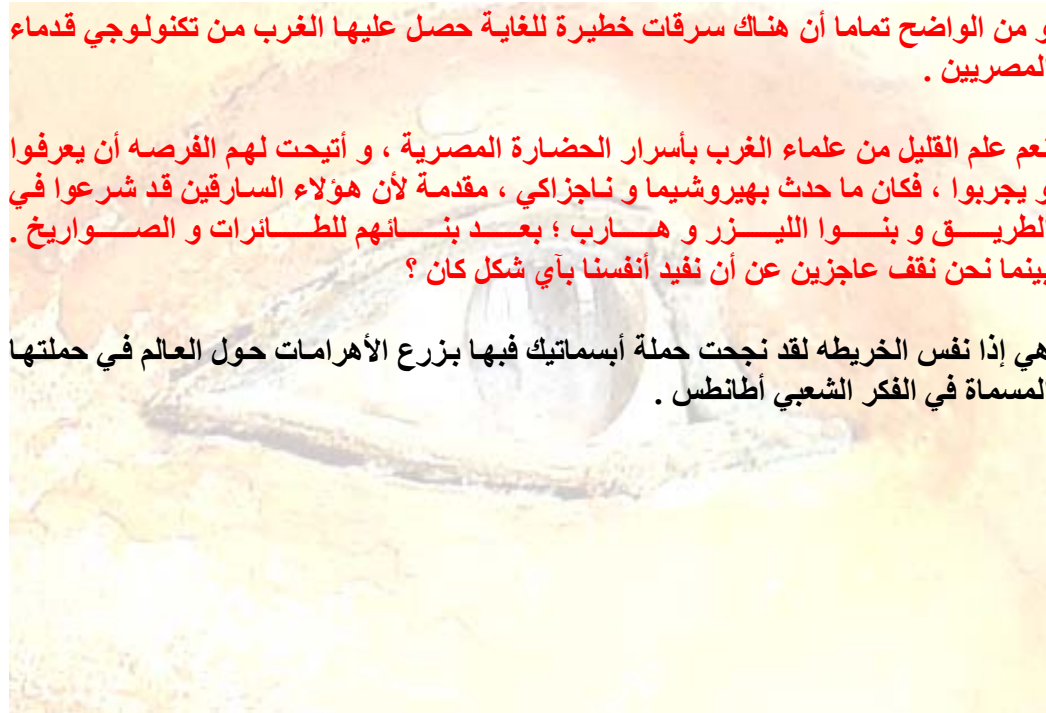 و من الواضح تماما أن هناك سرقات خطيرة للغاية حصل عليها الغرب من تكنولوجي قدماء
المصريين .
نعم علم القليل من علماء الغرب بأسرار الحضارة المصرية ، و أتيحت لهم الفرصه أن يعرفوا
و يجربوا ، فكان ما حدث بهيروشيما و ناجزاكي ، مقدمة لأن هؤلاء السارقين قد شرعوا في
الطريق و بنوا الليزر و هارب ؛ بعد بنائهم للطائرات و الصواريخ .
بينما نحن نقف عاجزين عن أن نفيد أنفسنا بآي شكل كان ؟
هي إذا نفس الخريطه لقد نجحت حملة أبسماتيك فبها بزرع الأهرامات حول العالم في حملتها
المسماة في الفكر الشعبي أطانطس .